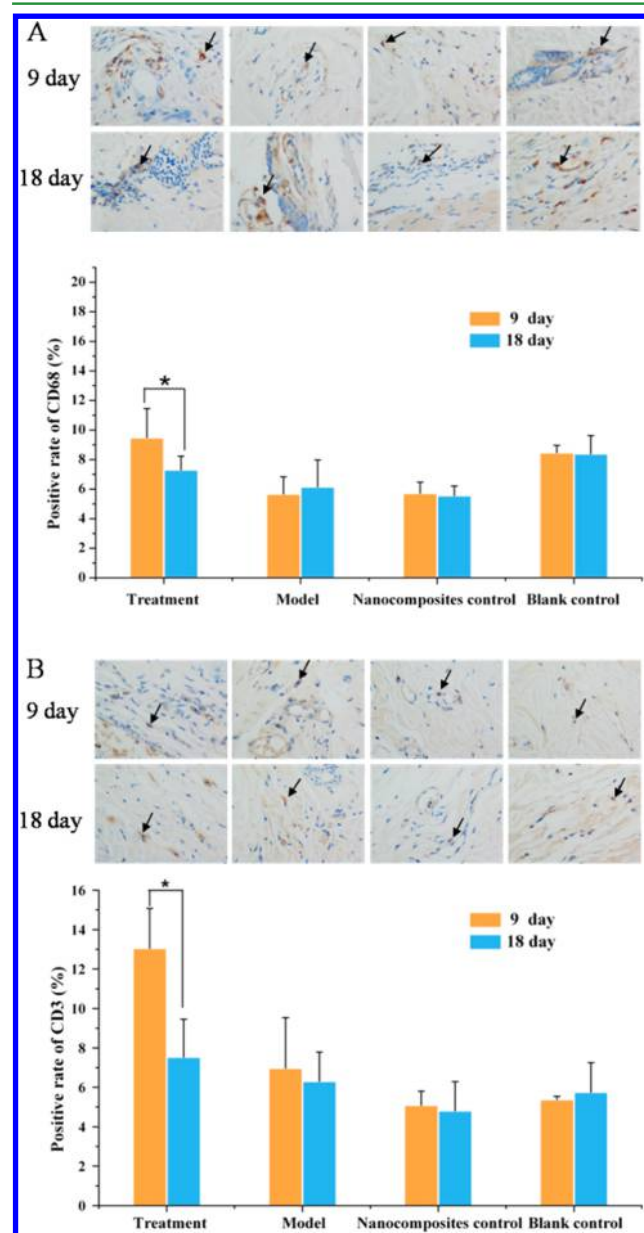 A
9 day
18 day
20
18
16
14
12
10
8
6
4
2
0
Positive rate of CD68 (%)
*
9 day
18 day
Treatment Model Nanocomposites control Blank control
B
9 day
18 day
16
14
12
10
8
6
4
2
0
Positive rate of CD3 (%)
*
9 day
18 day
Treatment Model Nanocomposites control Blank control